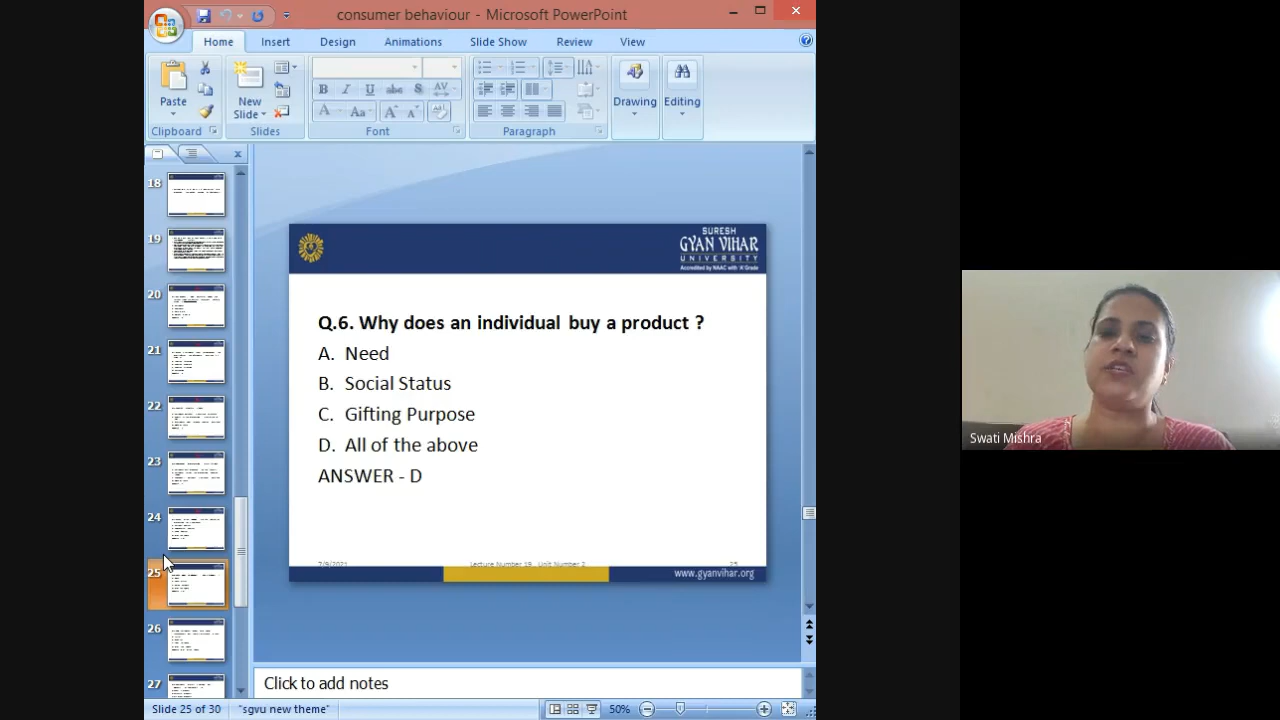 consumer behaviour - Microsoft PowerPoint
Home Insert Design Animations Slide Show Review View
Paste
New Slide
Drawing
Editing
Clipboard Slides Font Paragraph
18
19
20
21
22
23
24
25
26
27
SURESH
GYAN VIHAR
UNIVERSITY
Accredited by NAAC with 'A' Grade
Q.6. Why does an individual buy a product ?
A. Need
B. Social Status
C. Gifting Purpose
D. All of the above
ANSWER - D
Lecture Number 19 Unit Number 2
25
www.gyanvihar.org
Swati Mishra
Click to add notes
Slide 25 of 30 "sgvu new theme" 50%